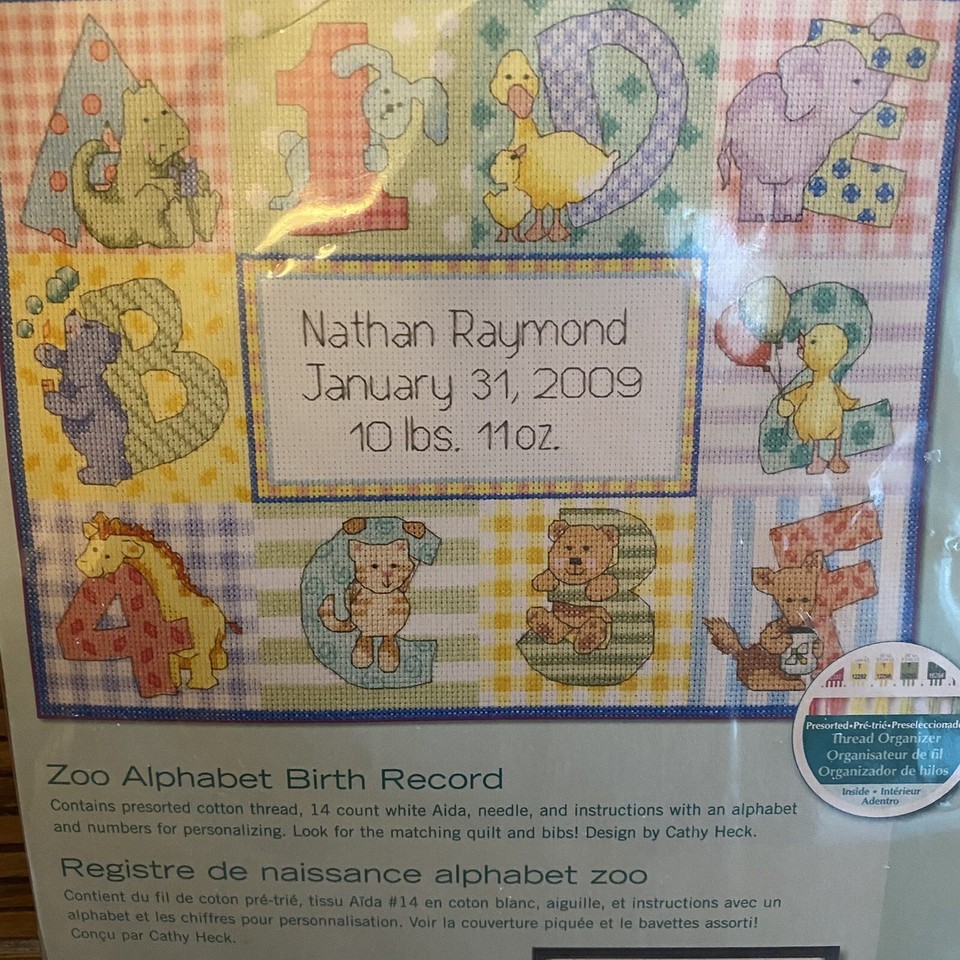 A 1 D E
B
Nathan Raymond
January 31, 2009
10 lbs. 11oz.
2
4 C 3 F
Presorted•Pré-trié•Preseleccionado
Thread Organizer
Organisateur de fil
Organizador de hilos
Inside • Intérieur
Adentro
Zoo Alphabet Birth Record
Contains presorted cotton thread, 14 count white Aida, needle, and instructions with an alphabet
and numbers for personalizing. Look for the matching quilt and bibs! Design by Cathy Heck.
Registre de naissance alphabet zoo
Contient du fil de coton pré-trié, tissu Aïda #14 en coton blanc, aiguille, et instructions avec un
alphabet et les chiffres pour personnalisation. Voir la couverture piquée et le bavettes assorti!
Conçu par Cathy Heck.